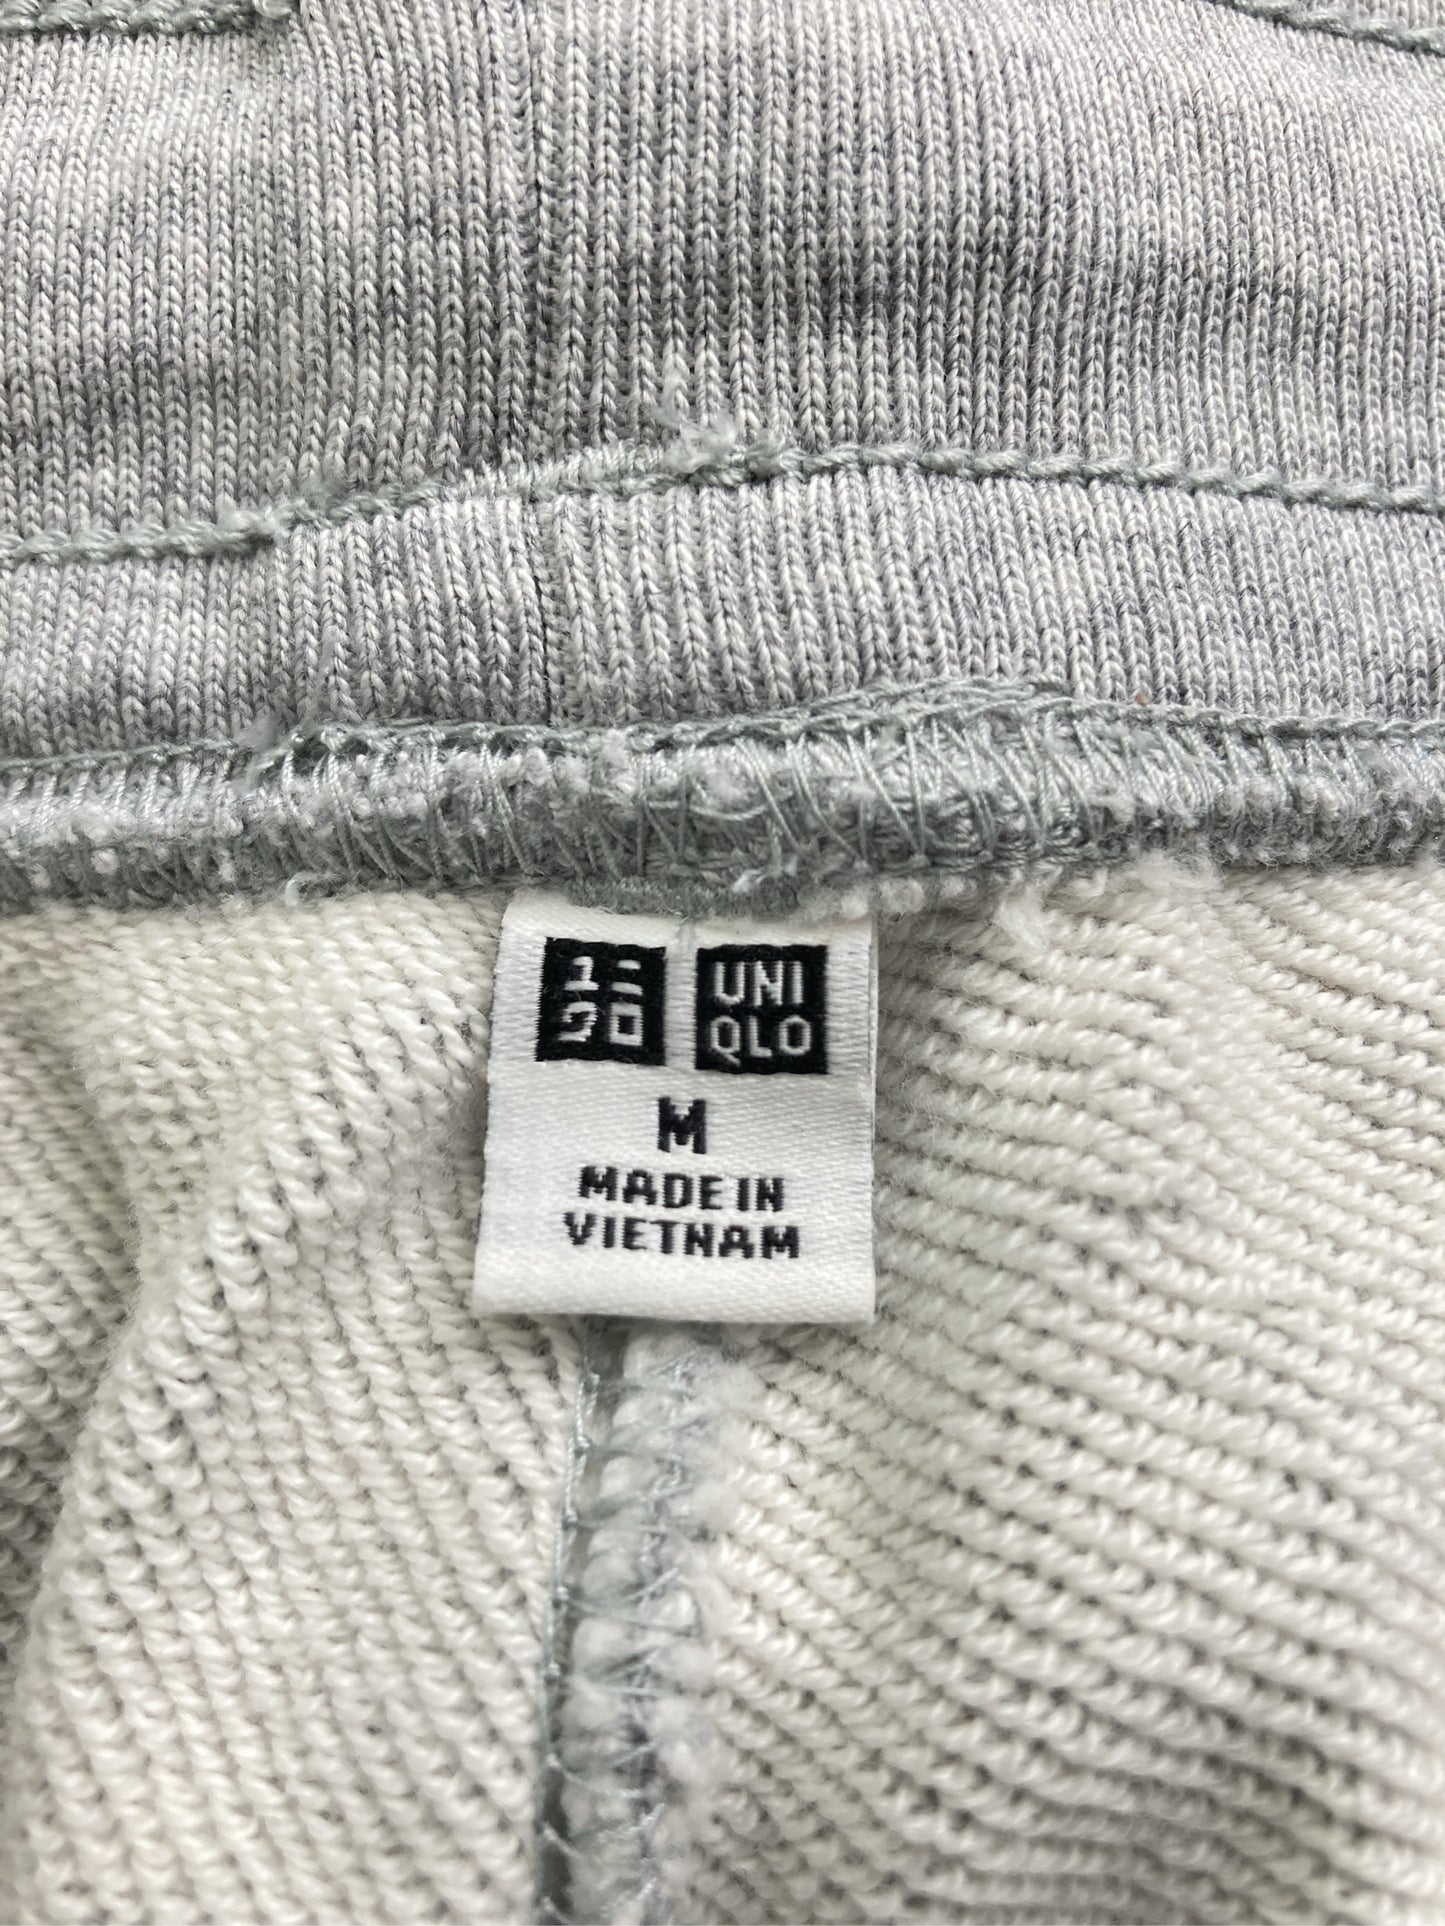 ユニ UNI
クロ QLO
M
MADE IN
VIETNAM